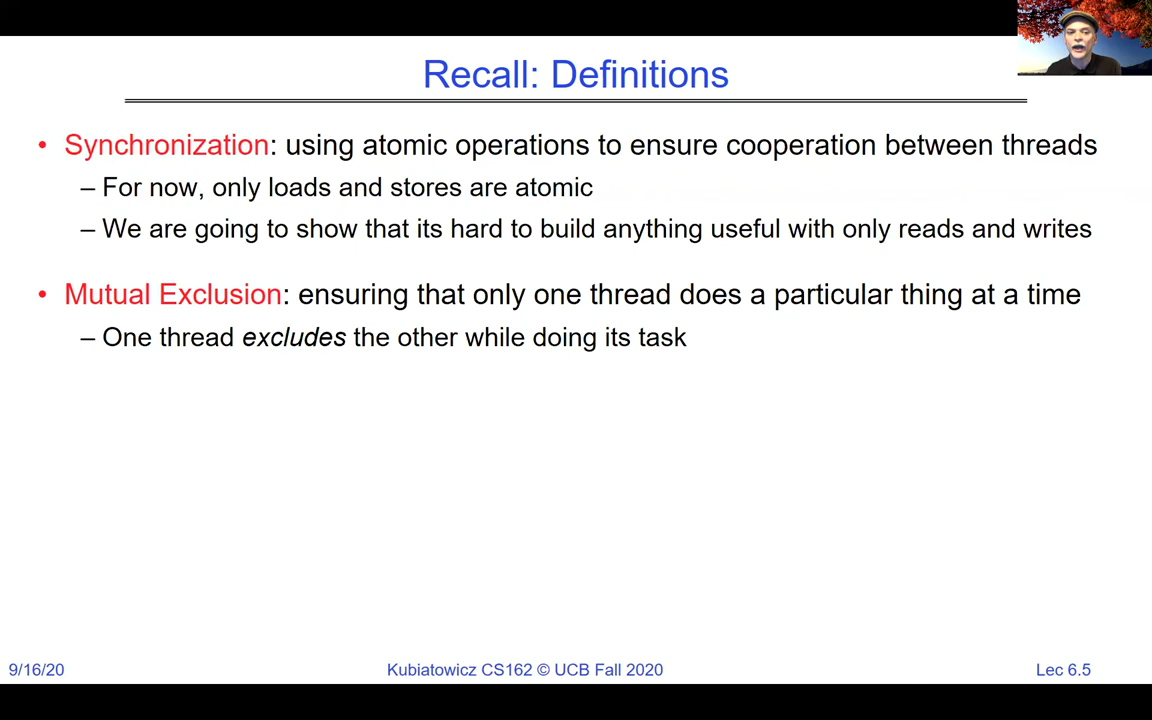 Recall: Definitions
• Synchronization: using atomic operations to ensure cooperation between threads
– For now, only loads and stores are atomic
– We are going to show that its hard to build anything useful with only reads and writes
• Mutual Exclusion: ensuring that only one thread does a particular thing at a time
– One thread excludes the other while doing its task
9/16/20
Kubiatowicz CS162 © UCB Fall 2020
Lec 6.5